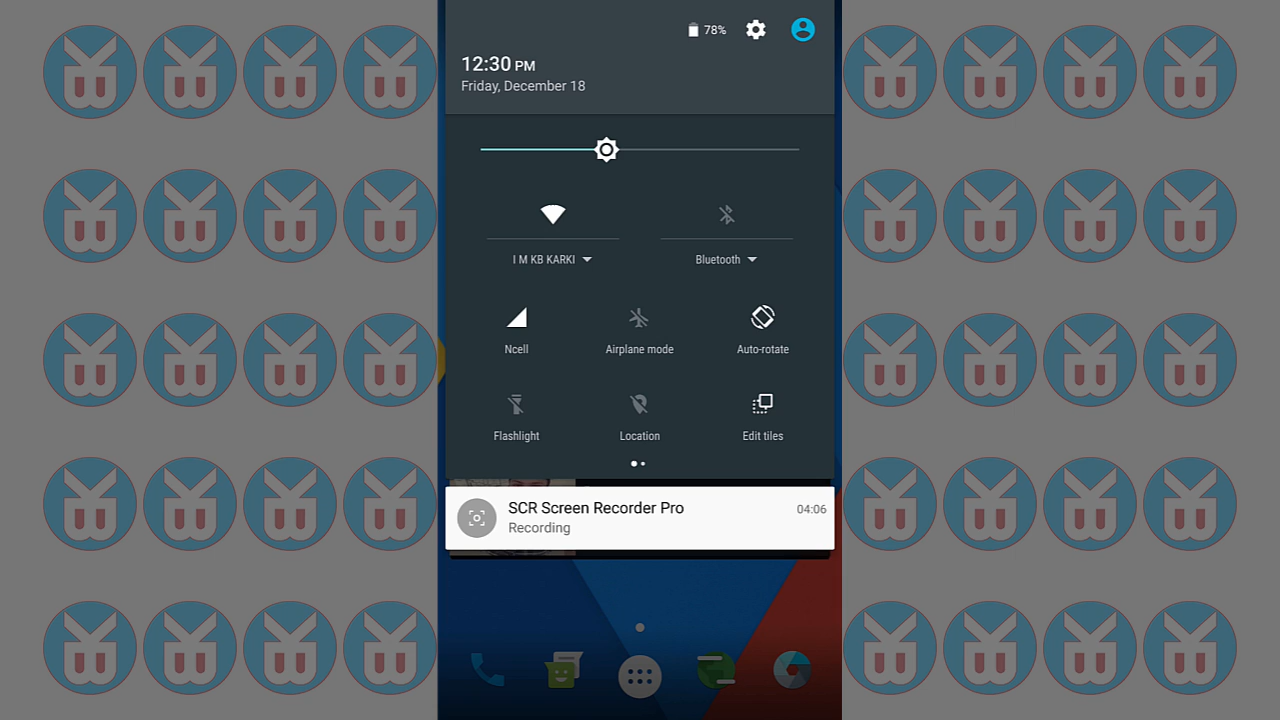 78%
12:30 PM
Friday, December 18
I M KB KARKI
Bluetooth
Ncell
Airplane mode
Auto-rotate
Flashlight
Location
Edit tiles
SCR Screen Recorder Pro
04:06
Recording